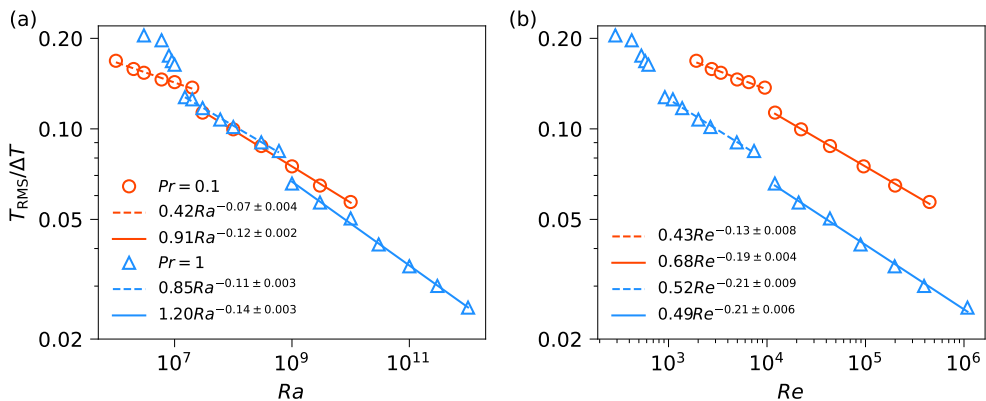 (a)
T_RMS/ΔT
0.20
0.10
0.05
0.02
Pr = 0.1
0.42Ra^−0.07 ± 0.004
0.91Ra^−0.12 ± 0.002
Pr = 1
0.85Ra^−0.11 ± 0.003
1.20Ra^−0.14 ± 0.003
10^7
10^9
10^11
Ra
(b)
0.20
0.10
0.05
0.02
0.43Re^−0.13 ± 0.008
0.68Re^−0.19 ± 0.004
0.52Re^−0.21 ± 0.009
0.49Re^−0.21 ± 0.006
10^3
10^4
10^5
10^6
Re